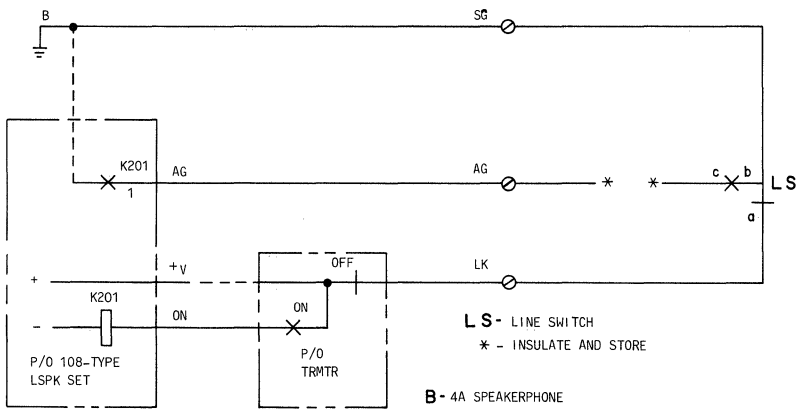 B
SG
K201
1
AG
AG
c
b
LS
a
+
+V
OFF
LK
K201
-
ON
ON
P/O 108-TYPE
LSPK SET
P/O
TRMTR
LS- LINE SWITCH
* - INSULATE AND STORE
B- 4A SPEAKERPHONE